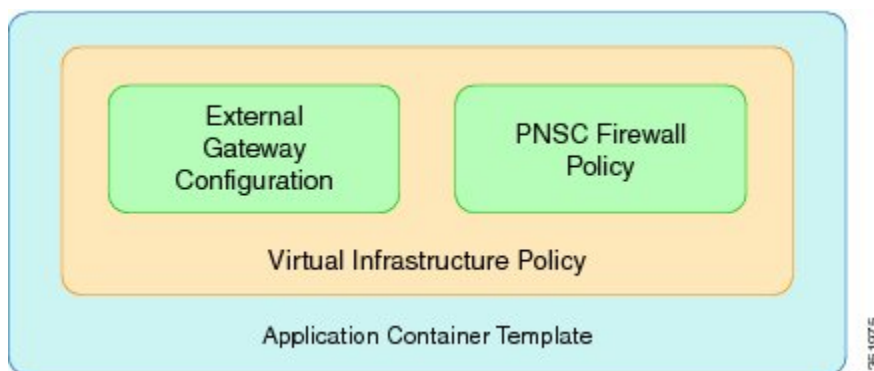 External
Gateway
Configuration
PNSC Firewall
Policy
Virtual Infrastructure Policy
Application Container Template